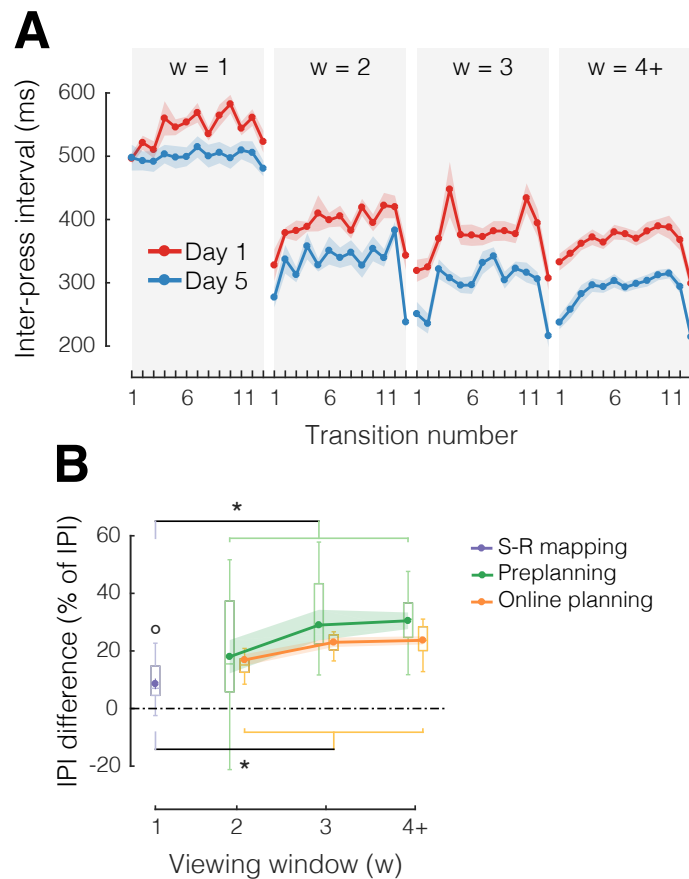 A
w = 1 w = 2 w = 3 w = 4+
Inter-press interval (ms)
600
500
400
300
200
Day 1
Day 5
1 6 11 1 6 11 1 6 11 1 6 11
Transition number
B
IPI difference (% of IPI)
60
40
20
0
-20
*
*
S-R mapping
Preplanning
Online planning
1 2 3 4+
Viewing window (w)